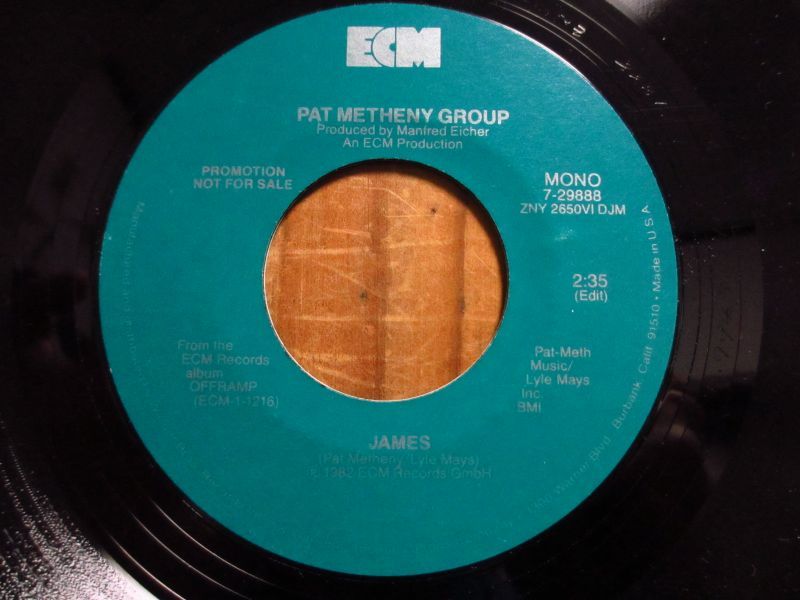 ECM
PAT METHENY GROUP
Produced by Manfred Eicher
An ECM Production
PROMOTION
NOT FOR SALE
MONO
7-29888
ZNY 2650VI DJM
2:35
(Edit)
From the
ECM Records
album
OFFRAMP
(ECM-1-1216)
Pat-Meth
Music/
Lyle Mays
Inc.
BMI
JAMES
(Pat Metheny, Lyle Mays)
1982 ECM Records GmbH
Warner Blvd. Burbank, Calif. 91510 • Made in U.S.A.